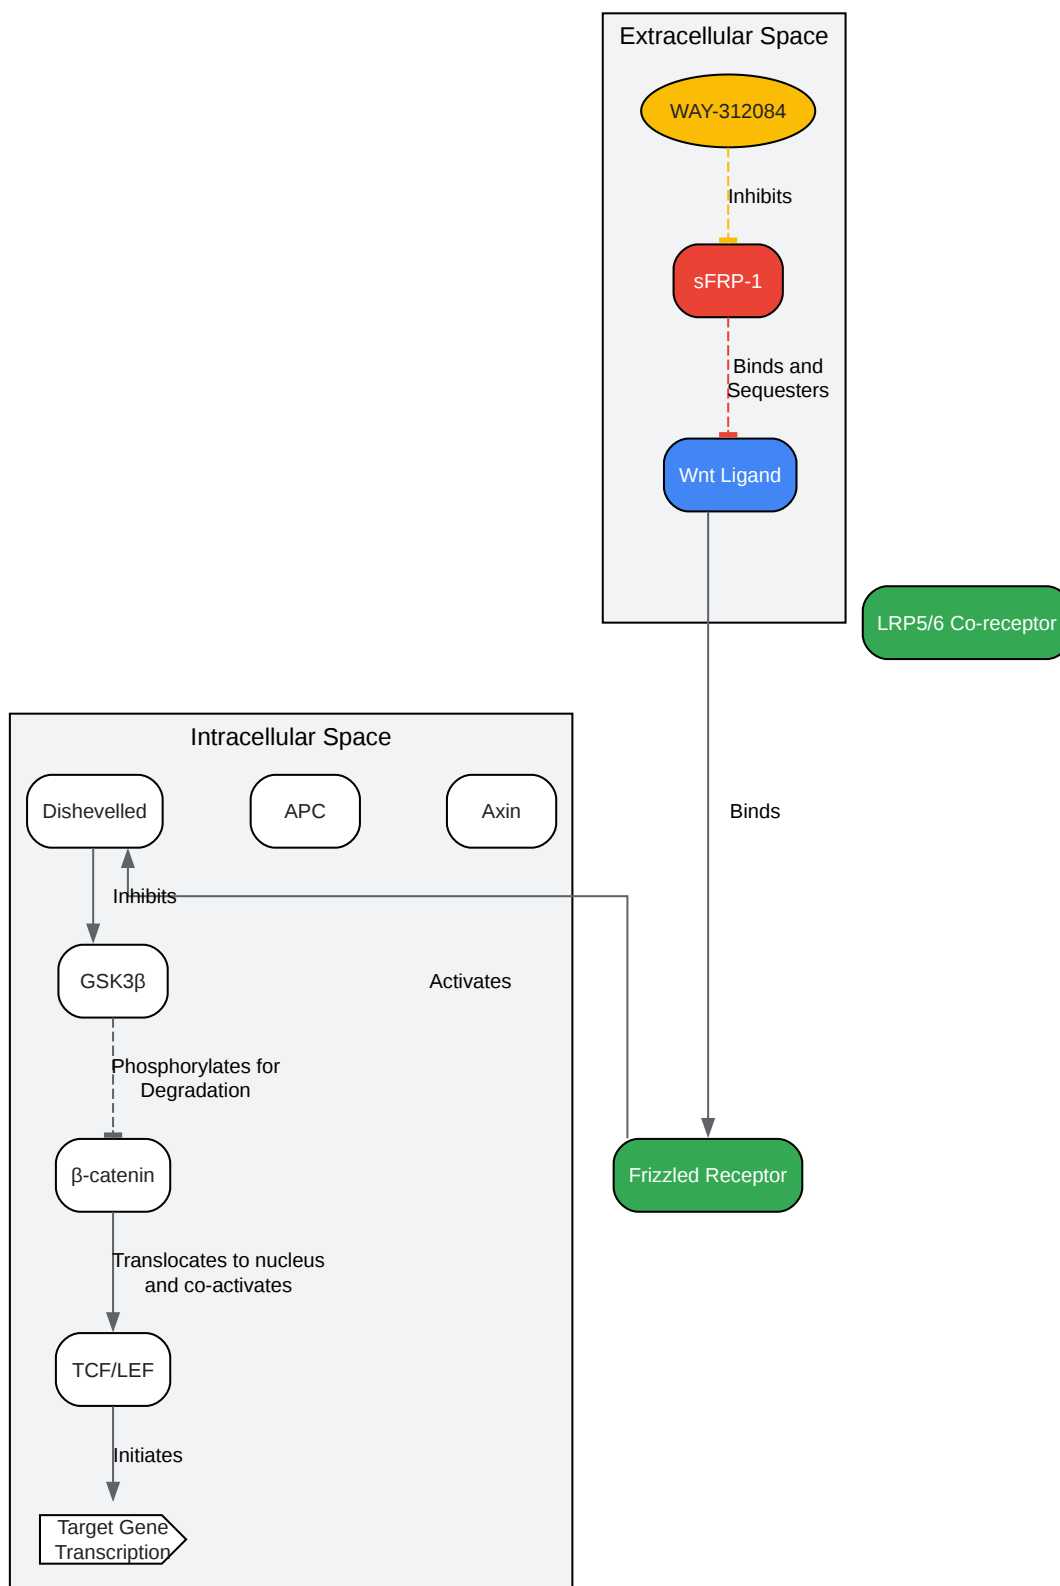 Extracellular Space
WAY-312084
Inhibits
sFRP-1
Binds and
Sequesters
Wnt Ligand
LRP5/6 Co-receptor
Intracellular Space
Dishevelled
APC
Axin
Binds
Inhibits
GSK3β
Activates
Phosphorylates for
Degradation
β-catenin
Frizzled Receptor
Translocates to nucleus
and co-activates
TCF/LEF
Initiates
Target Gene
Transcription